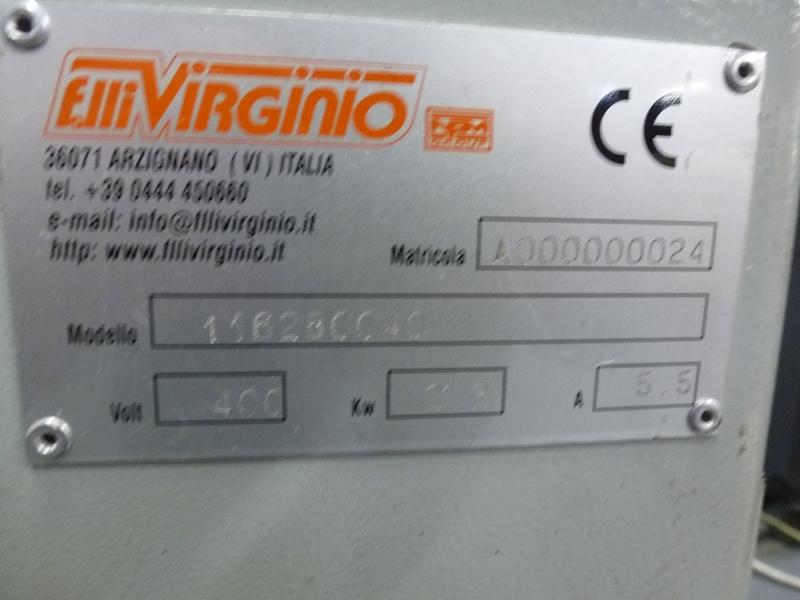 FlliVirginio
CE
36071 ARZIGNANO (VI) ITALIA
tel. +39 0444 450660
e-mail: info@fllivirginio.it
http: www.fllivirginio.it
Matricola A000000024
Modello
Volt 400
Kw
A 5.5